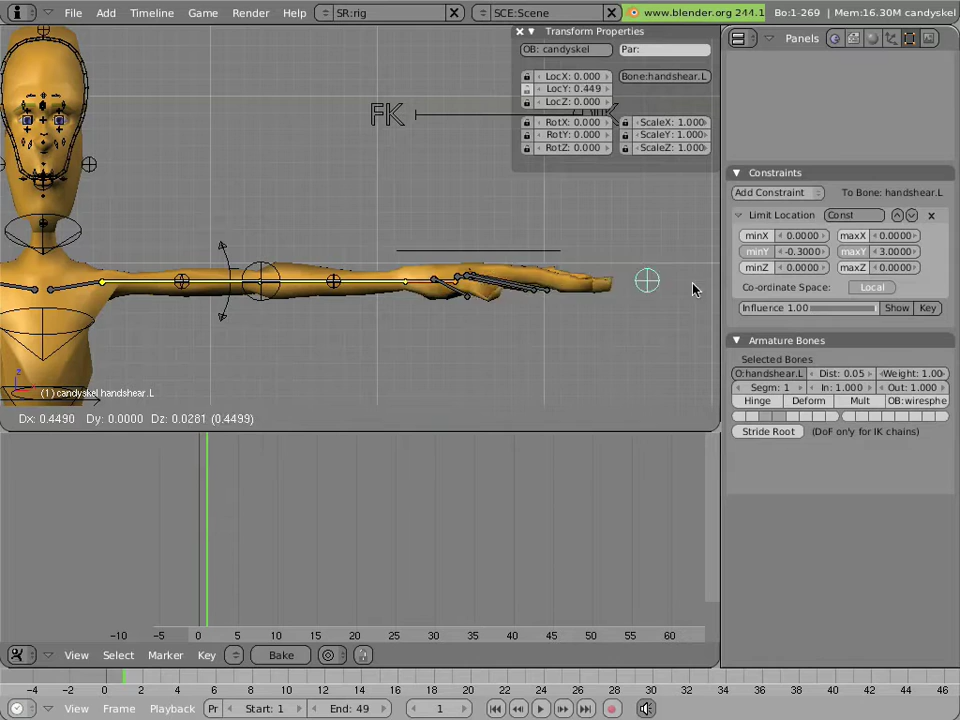 File Add Timeline Game Render Help SR:rig SCE:Scene www.blender.org 244.1 Bo:1-269 | Mem:16.30M candyskel
Transform Properties
OB: candyskel Par:
LocX: 0.000 Bone:handshear.L
LocY: 0.449
LocZ: 0.000
RotX: 0.000 ScaleX: 1.000
RotY: 0.000 ScaleY: 1.000
RotZ: 0.000 ScaleZ: 1.000
FK
Panels
Constraints
Add Constraint To Bone: handshear.L
Limit Location Const
minX 0.0000 maxX 0.0000
minY -0.3000 maxY 3.0000
minZ 0.0000 maxZ 0.0000
Co-ordinate Space: Local
Influence 1.00 Show Key
Armature Bones
Selected Bones
O:handshear.L Dist: 0.05 Weight: 1.00
Segm: 1 In: 1.000 Out: 1.000
Hinge Deform Mult OB:wiresphe
Stride Root (DoF only for IK chains)
z
(1) candyskel handshear.L
Dx: 0.4490 Dy: 0.0000 Dz: 0.0281 (0.4499)
-10 -5 0 5 10 15 20 25 30 35 40 45 50 55 60
View Select Marker Key Bake
-4 -2 0 2 4 6 8 10 12 14 16 18 20 22 24 26 28 30 32 34 36 38 40 42 44 46
View Frame Playback Pr Start: 1 End: 49 1